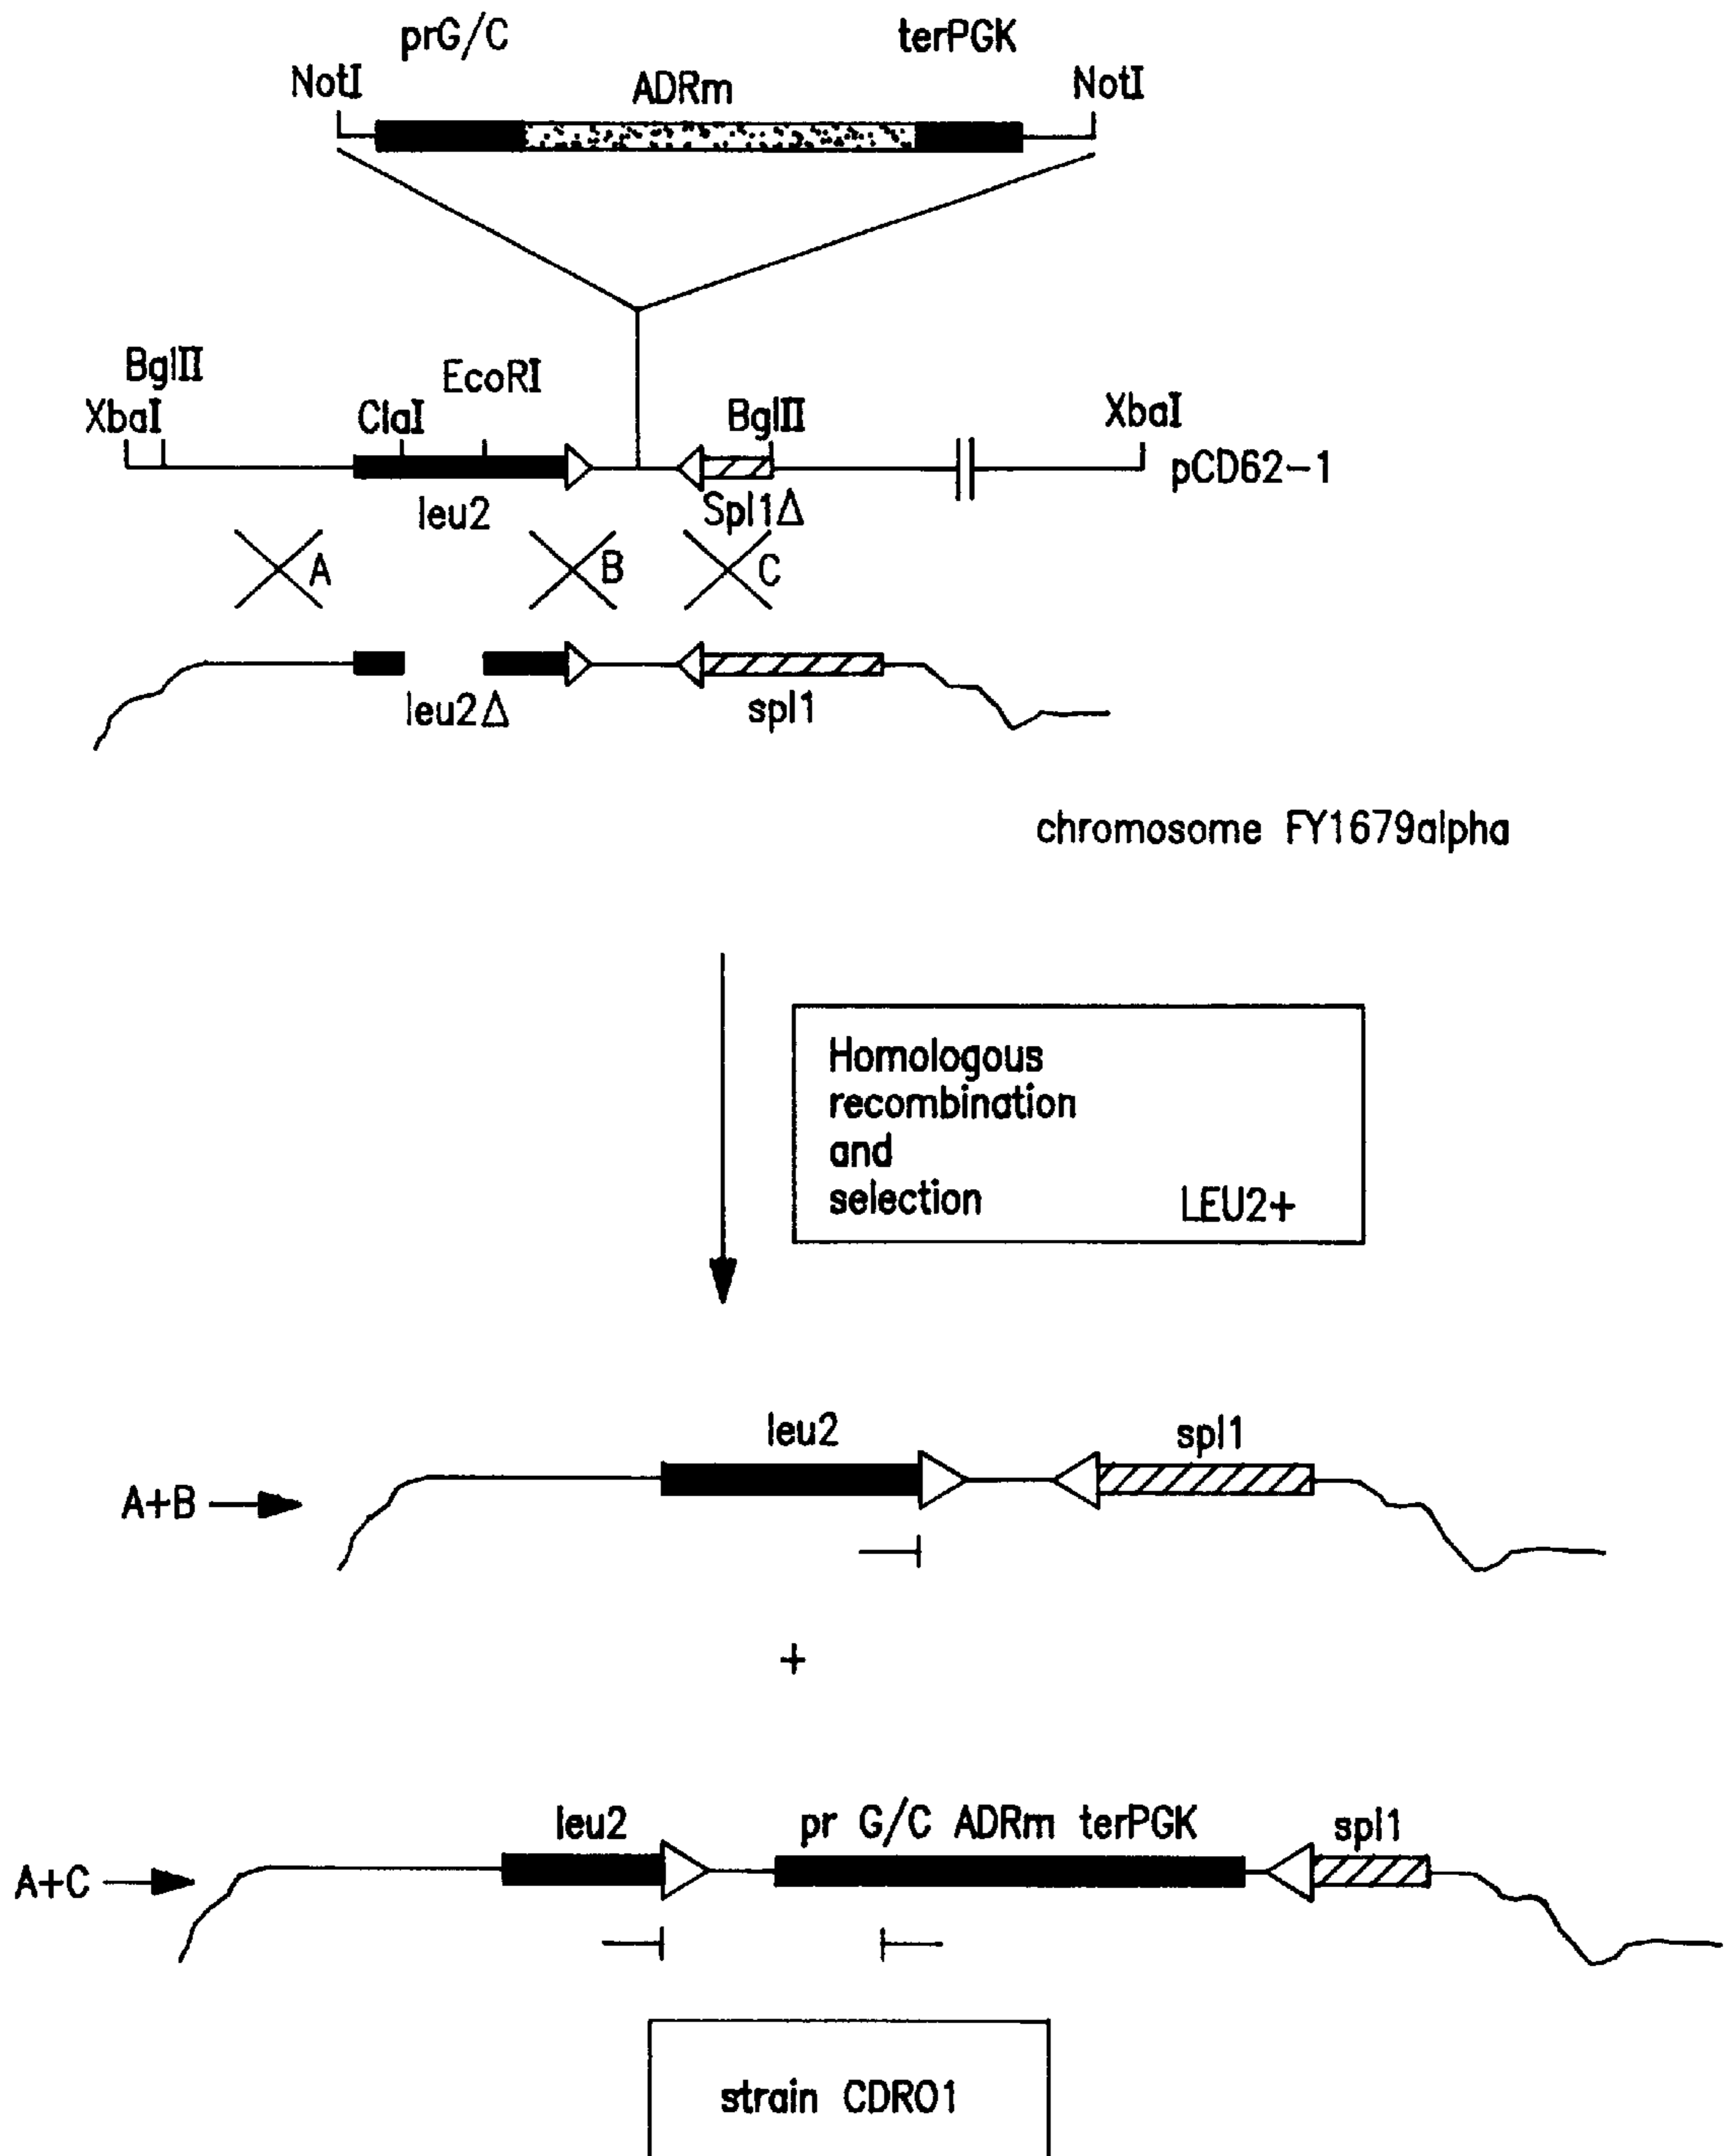 prG/C terPGK
NotI ADRm NotI
BglII
EcoRI
XbaI ClaI BglII XbaI
pCD62-1
leu2 Spl1Δ
A B C
leu2Δ spl1
chromosome FY1679alpha
Homologous
recombination
and
selection LEU2+
leu2 spl1
A+B
+
leu2 pr G/C ADRm terPGK spl1
A+C
strain CDR01